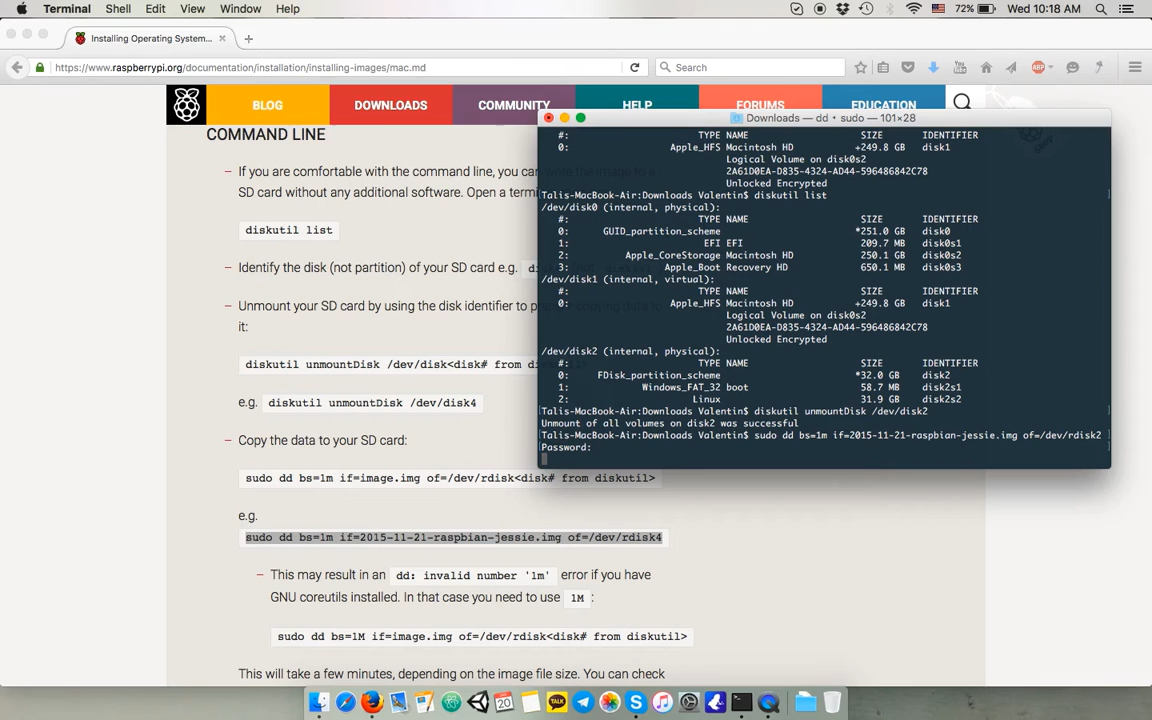 Terminal Shell Edit View Window Help 72% Wed 10:18 AM
Installing Operating System...
https://www.raspberrypi.org/documentation/installation/installing-images/mac.md Search
BLOG DOWNLOADS COMMUNITY HELP FORUMS EDUCATION
COMMAND LINE
– If you are comfortable with the command line, you can write the image to a
SD card without any additional software. Open a
diskutil list
– Identify the disk (not partition) of your SD card e.g.
– Unmount your SD card by using the disk identifier to
it:
diskutil unmountDisk /dev/disk<disk# from
e.g. diskutil unmountDisk /dev/disk4
– Copy the data to your SD card:
sudo dd bs=1m if=image.img of=/dev/rdisk<disk# from diskutil>
e.g.
sudo dd bs=1m if=2015-11-21-raspbian-jessie.img of=/dev/rdisk4
– This may result in an dd: invalid number '1m' error if you have
GNU coreutils installed. In that case you need to use 1M :
sudo dd bs=1M if=image.img of=/dev/rdisk<disk# from diskutil>
This will take a few minutes, depending on the image file size. You can check
Downloads — dd • sudo — 101×28
#: TYPE NAME SIZE IDENTIFIER
0: Apple_HFS Macintosh HD +249.8 GB disk1
Logical Volume on disk0s2
2A61D0EA-D835-4324-AD44-596486842C78
Unlocked Encrypted
[Talis-MacBook-Air:Downloads Valentin$ diskutil list ]
/dev/disk0 (internal, physical):
#: TYPE NAME SIZE IDENTIFIER
0: GUID_partition_scheme *251.0 GB disk0
1: EFI EFI 209.7 MB disk0s1
2: Apple_CoreStorage Macintosh HD 250.1 GB disk0s2
3: Apple_Boot Recovery HD 650.1 MB disk0s3
/dev/disk1 (internal, virtual):
#: TYPE NAME SIZE IDENTIFIER
0: Apple_HFS Macintosh HD +249.8 GB disk1
Logical Volume on disk0s2
2A61D0EA-D835-4324-AD44-596486842C78
Unlocked Encrypted
/dev/disk2 (internal, physical):
#: TYPE NAME SIZE IDENTIFIER
0: FDisk_partition_scheme *32.0 GB disk2
1: Windows_FAT_32 boot 58.7 MB disk2s1
2: Linux 31.9 GB disk2s2
[Talis-MacBook-Air:Downloads Valentin$ diskutil unmountDisk /dev/disk2 ]
Unmount of all volumes on disk2 was successful
[Talis-MacBook-Air:Downloads Valentin$ sudo dd bs=1m if=2015-11-21-raspbian-jessie.img of=/dev/rdisk2 ]
Password: